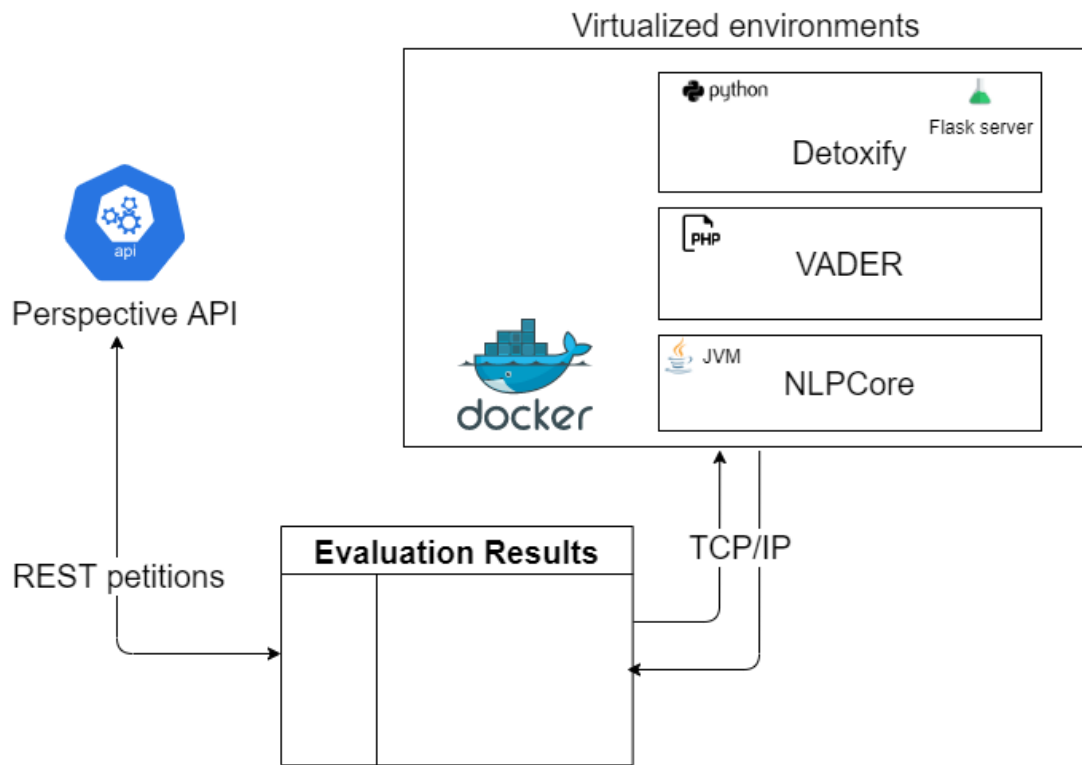 Virtualized environments
python
Flask server
Detoxify
PHP
VADER
JVM
NLPCore
docker
api
Perspective API
REST petitions
Evaluation Results
TCP/IP